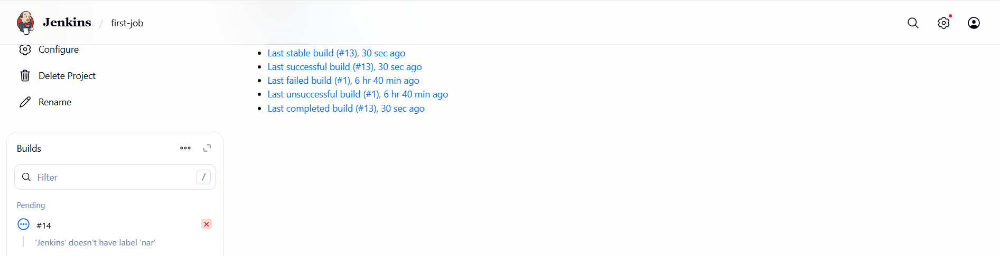 Jenkins / first-job
Configure
Delete Project
Rename
Last stable build (#13), 30 sec ago
Last successful build (#13), 30 sec ago
Last failed build (#1), 6 hr 40 min ago
Last unsuccessful build (#1), 6 hr 40 min ago
Last completed build (#13), 30 sec ago
Builds
Filter /
Pending
#14
‘Jenkins’ doesn’t have label ‘nar’